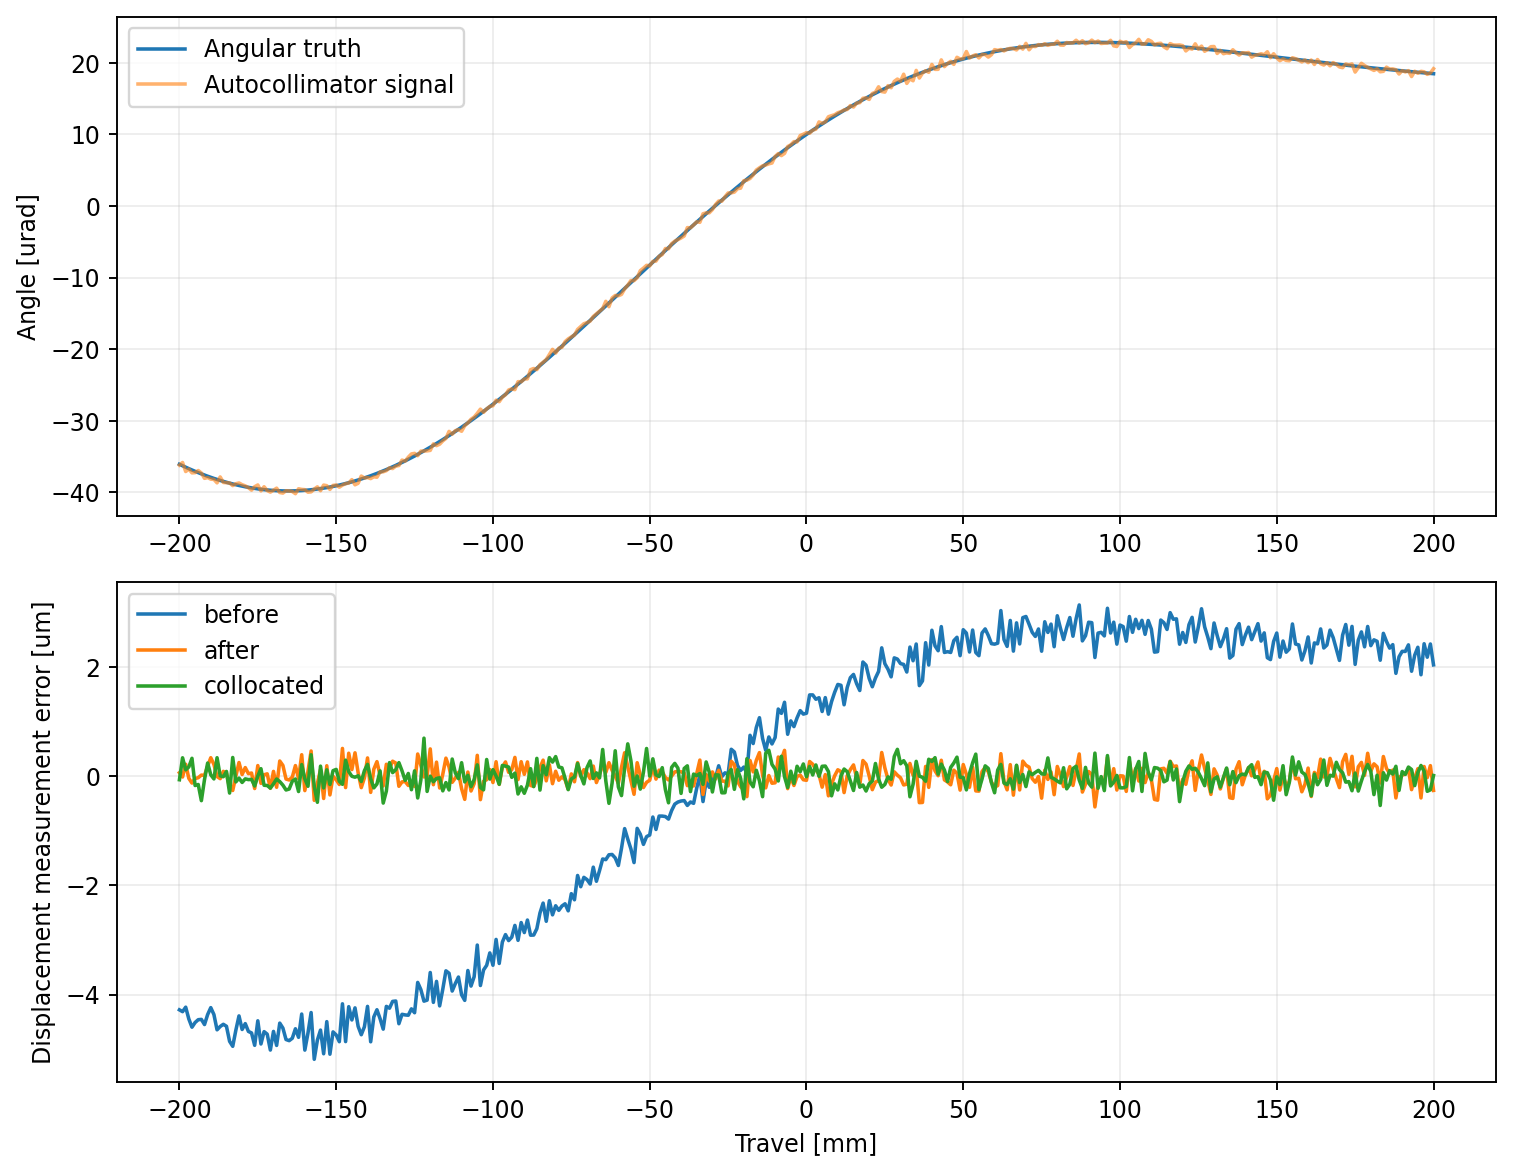 Angular truth
Autocollimator signal
Angle [urad]
20
10
0
−10
−20
−30
−40
−200 −150 −100 −50 0 50 100 150 200
before
after
collocated
Displacement measurement error [um]
2
0
−2
−4
−200 −150 −100 −50 0 50 100 150 200
Travel [mm]